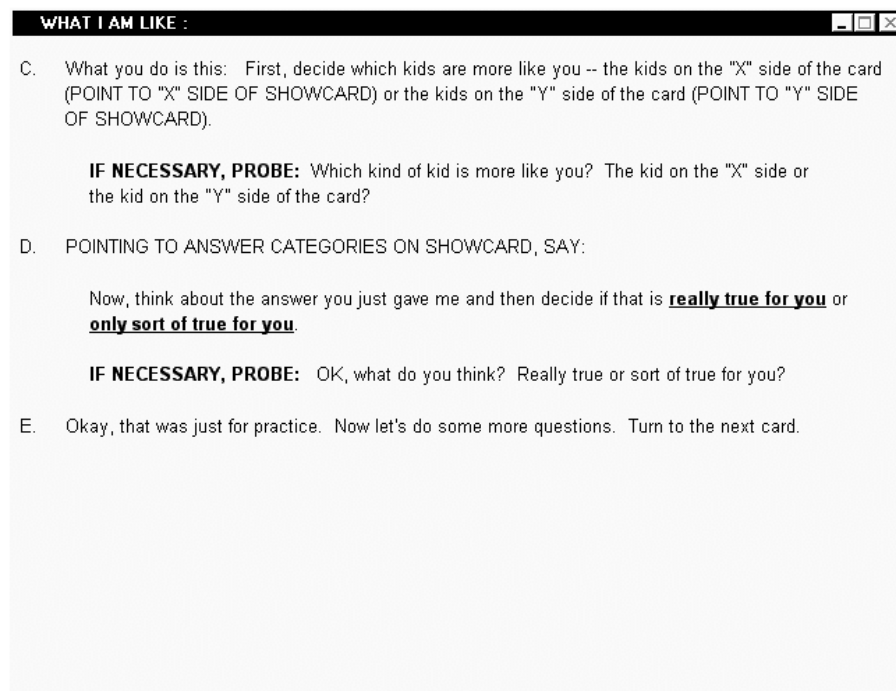 WHAT I AM LIKE :
C. What you do is this: First, decide which kids are more like you -- the kids on the "X" side of the card
(POINT TO "X" SIDE OF SHOWCARD) or the kids on the "Y" side of the card (POINT TO "Y" SIDE
OF SHOWCARD).
IF NECESSARY, PROBE: Which kind of kid is more like you? The kid on the "X" side or
the kid on the "Y" side of the card?
D. POINTING TO ANSWER CATEGORIES ON SHOWCARD, SAY:
Now, think about the answer you just gave me and then decide if that is really true for you or
only sort of true for you.
IF NECESSARY, PROBE: OK, what do you think? Really true or sort of true for you?
E. Okay, that was just for practice. Now let's do some more questions. Turn to the next card.